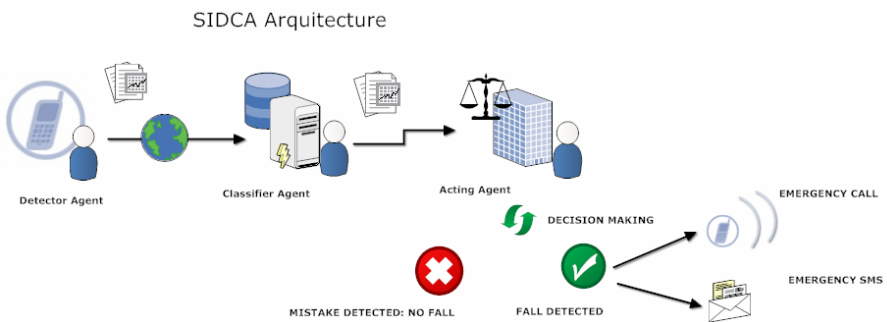 SIDCA Arquitecture
Detector Agent
Classifier Agent
Acting Agent
EMERGENCY CALL
DECISION MAKING
EMERGENCY SMS
MISTAKE DETECTED: NO FALL
FALL DETECTED